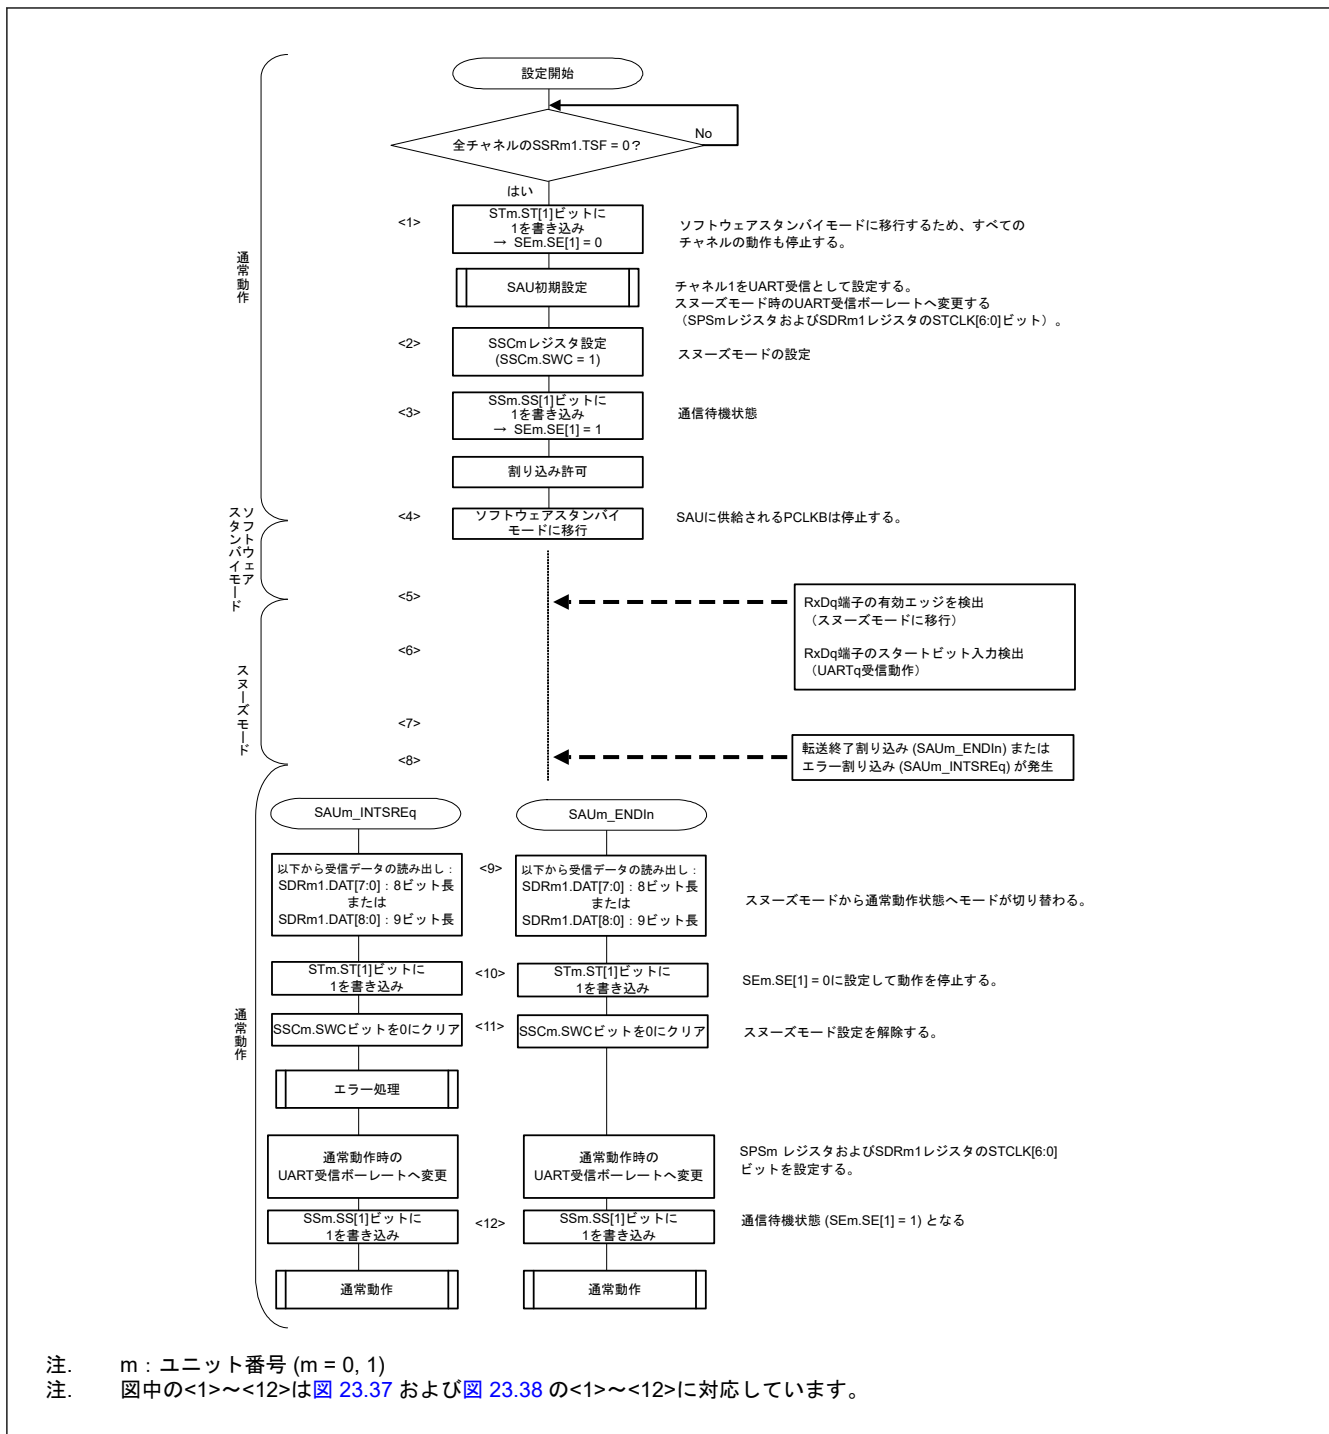 設定開始
全チャネルのSSRm1.TSF = 0？
No
はい
通常動作
<1>
STm.ST[1]ビットに
1を書き込み
→ SEm.SE[1] = 0
ソフトウェアスタンバイモードに移行するため、すべての
チャネルの動作も停止する。
SAU初期設定
チャネル1をUART受信として設定する。
スヌーズモード時のUART受信ボーレートへ変更する
（SPSmレジスタおよびSDRm1レジスタのSTCLK[6:0]ビット）。
<2>
SSCmレジスタ設定
(SSCm.SWC = 1)
スヌーズモードの設定
<3>
SSm.SS[1]ビットに
1を書き込み
→ SEm.SE[1] = 1
通信待機状態
割り込み許可
ソフトウェア
スタンバイモード
<4>
ソフトウェアスタンバイ
モードに移行
SAUに供給されるPCLKBは停止する。
<5>
RxDq端子の有効エッジを検出
（スヌーズモードに移行）
<6>
RxDq端子のスタートビット入力検出
（UARTq受信動作）
スヌーズモード
<7>
<8>
転送終了割り込み (SAUm_ENDIn) または
エラー割り込み (SAUm_INTSREq) が発生
SAUm_INTSREq
SAUm_ENDIn
以下から受信データの読み出し：
SDRm1.DAT[7:0]：8ビット長
または
SDRm1.DAT[8:0]：9ビット長
<9>
以下から受信データの読み出し：
SDRm1.DAT[7:0]：8ビット長
または
SDRm1.DAT[8:0]：9ビット長
スヌーズモードから通常動作状態へモードが切り替わる。
STm.ST[1]ビットに
1を書き込み
<10>
STm.ST[1]ビットに
1を書き込み
SEm.SE[1] = 0に設定して動作を停止する。
通常動作
SSCm.SWCビットを0にクリア
<11>
SSCm.SWCビットを0にクリア
スヌーズモード設定を解除する。
エラー処理
通常動作時の
UART受信ボーレートへ変更
通常動作時の
UART受信ボーレートへ変更
SPSm レジスタおよびSDRm1レジスタのSTCLK[6:0]
ビットを設定する。
SSm.SS[1]ビットに
1を書き込み
<12>
SSm.SS[1]ビットに
1を書き込み
通信待機状態 (SEm.SE[1] = 1) となる
通常動作
通常動作
注. m：ユニット番号 (m = 0, 1)
注. 図中の<1>～<12>は図 23.37 および図 23.38 の<1>～<12>に対応しています。